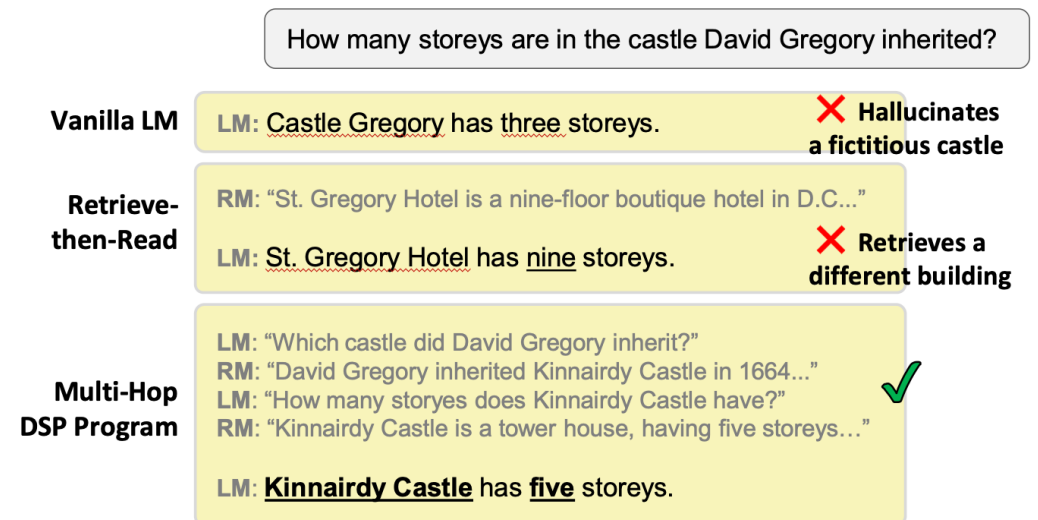 How many storeys are in the castle David Gregory inherited?
Vanilla LM
LM: Castle Gregory has three storeys.
Hallucinates
a fictitious castle
Retrieve-
then-Read
RM: “St. Gregory Hotel is a nine-floor boutique hotel in D.C...”
LM: St. Gregory Hotel has nine storeys.
Retrieves a
different building
Multi-Hop
DSP Program
LM: “Which castle did David Gregory inherit?”
RM: “David Gregory inherited Kinnairdy Castle in 1664...”
LM: “How many storyes does Kinnairdy Castle have?”
RM: “Kinnairdy Castle is a tower house, having five storeys…”
LM: Kinnairdy Castle has five storeys.